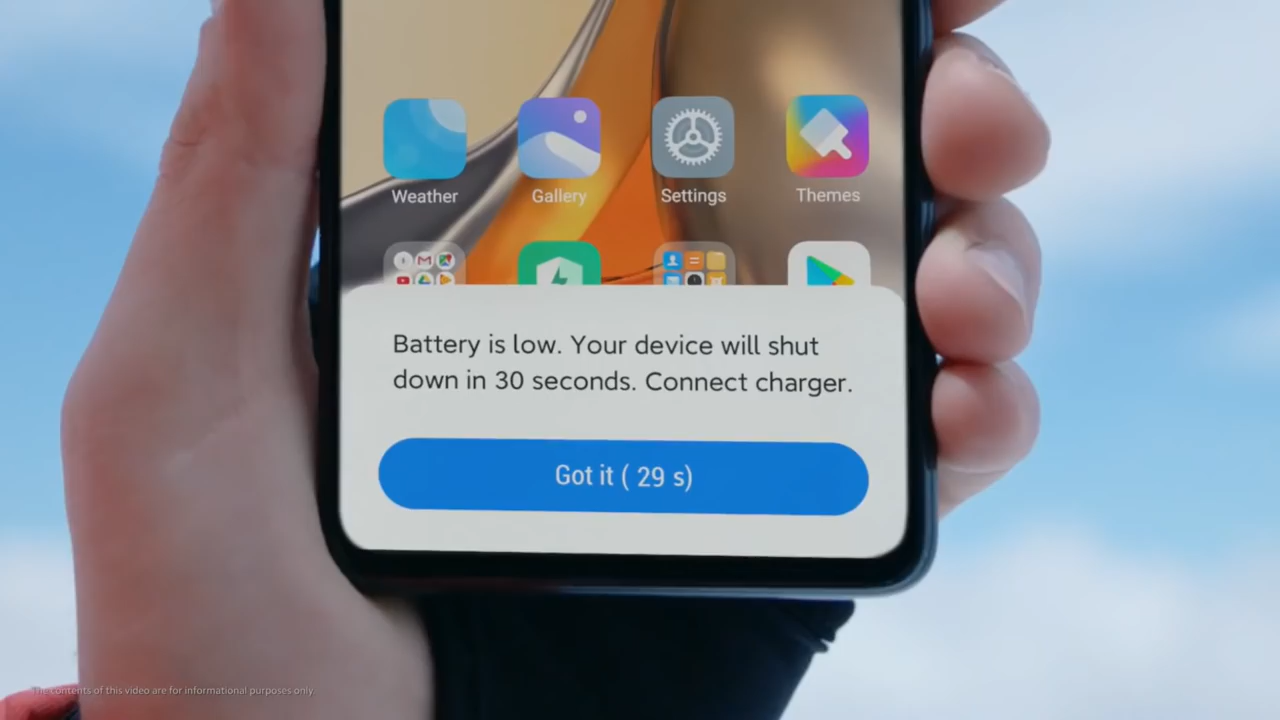 Weather Gallery Settings Themes
Battery is low. Your device will shut
down in 30 seconds. Connect charger.
Got it ( 29 s)
The contents of this video are for informational purposes only.